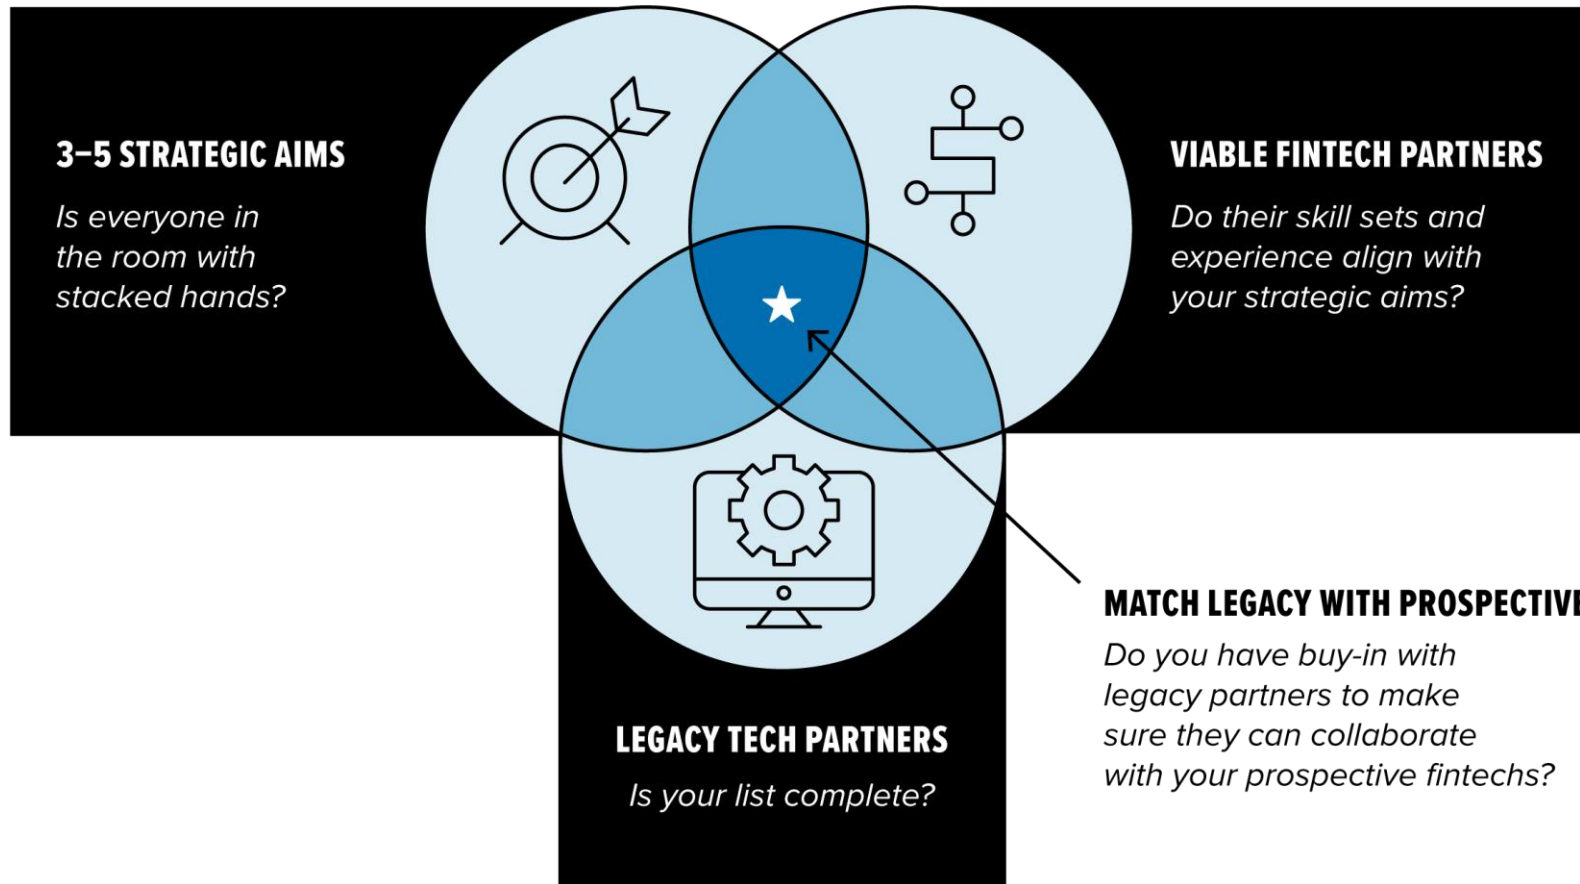 3–5 STRATEGIC AIMS
Is everyone in
the room with
stacked hands?
VIABLE FINTECH PARTNERS
Do their skill sets and
experience align with
your strategic aims?
MATCH LEGACY WITH PROSPECTIVE
Do you have buy-in with
legacy partners to make
sure they can collaborate
with your prospective fintechs?
LEGACY TECH PARTNERS
Is your list complete?